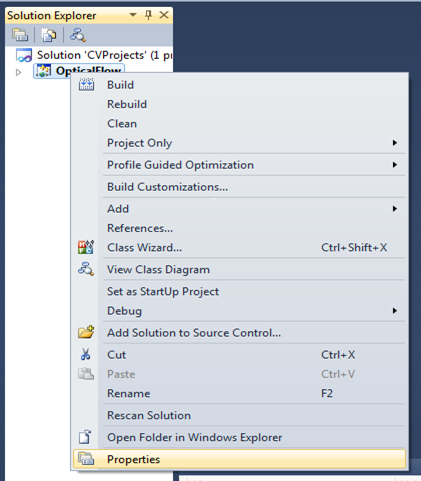 Solution Explorer
Solution 'CVProjects' (1 pr
OpticalFlow
Build
Rebuild
Clean
Project Only
Profile Guided Optimization
Build Customizations...
Add
References...
Class Wizard... Ctrl+Shift+X
View Class Diagram
Set as StartUp Project
Debug
Add Solution to Source Control...
Cut Ctrl+X
Paste Ctrl+V
Rename F2
Rescan Solution
Open Folder in Windows Explorer
Properties